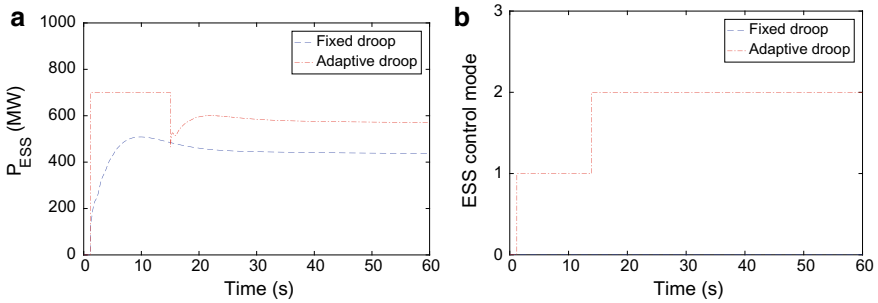 a
1000
800
600
400
200
0
P_ESS (MW)
0 10 20 30 40 50 60
Time (s)
Fixed droop
Adaptive droop
b
3
2
1
0
ESS control mode
0 10 20 30 40 50 60
Time (s)
Fixed droop
Adaptive droop